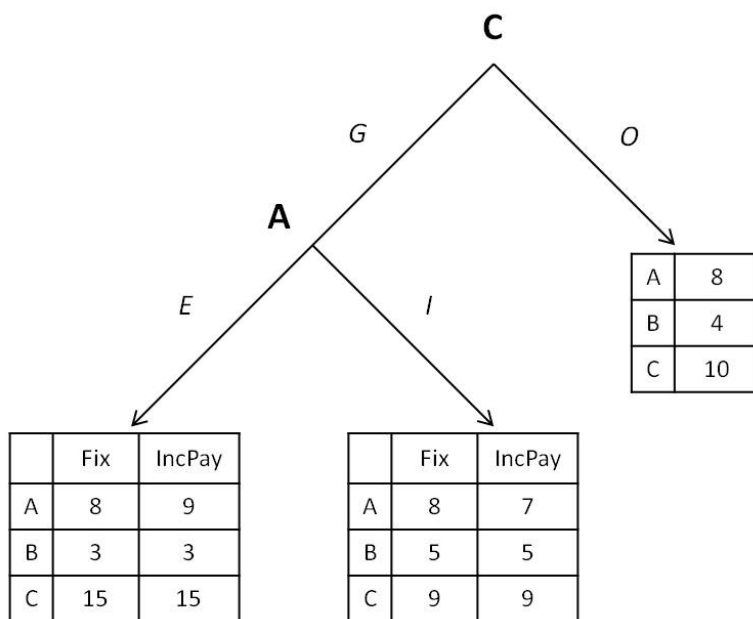 C
G
O
A
E
I
A 8
B 4
C 10
Fix IncPay
A 8 9
B 3 3
C 15 15
Fix IncPay
A 8 7
B 5 5
C 9 9